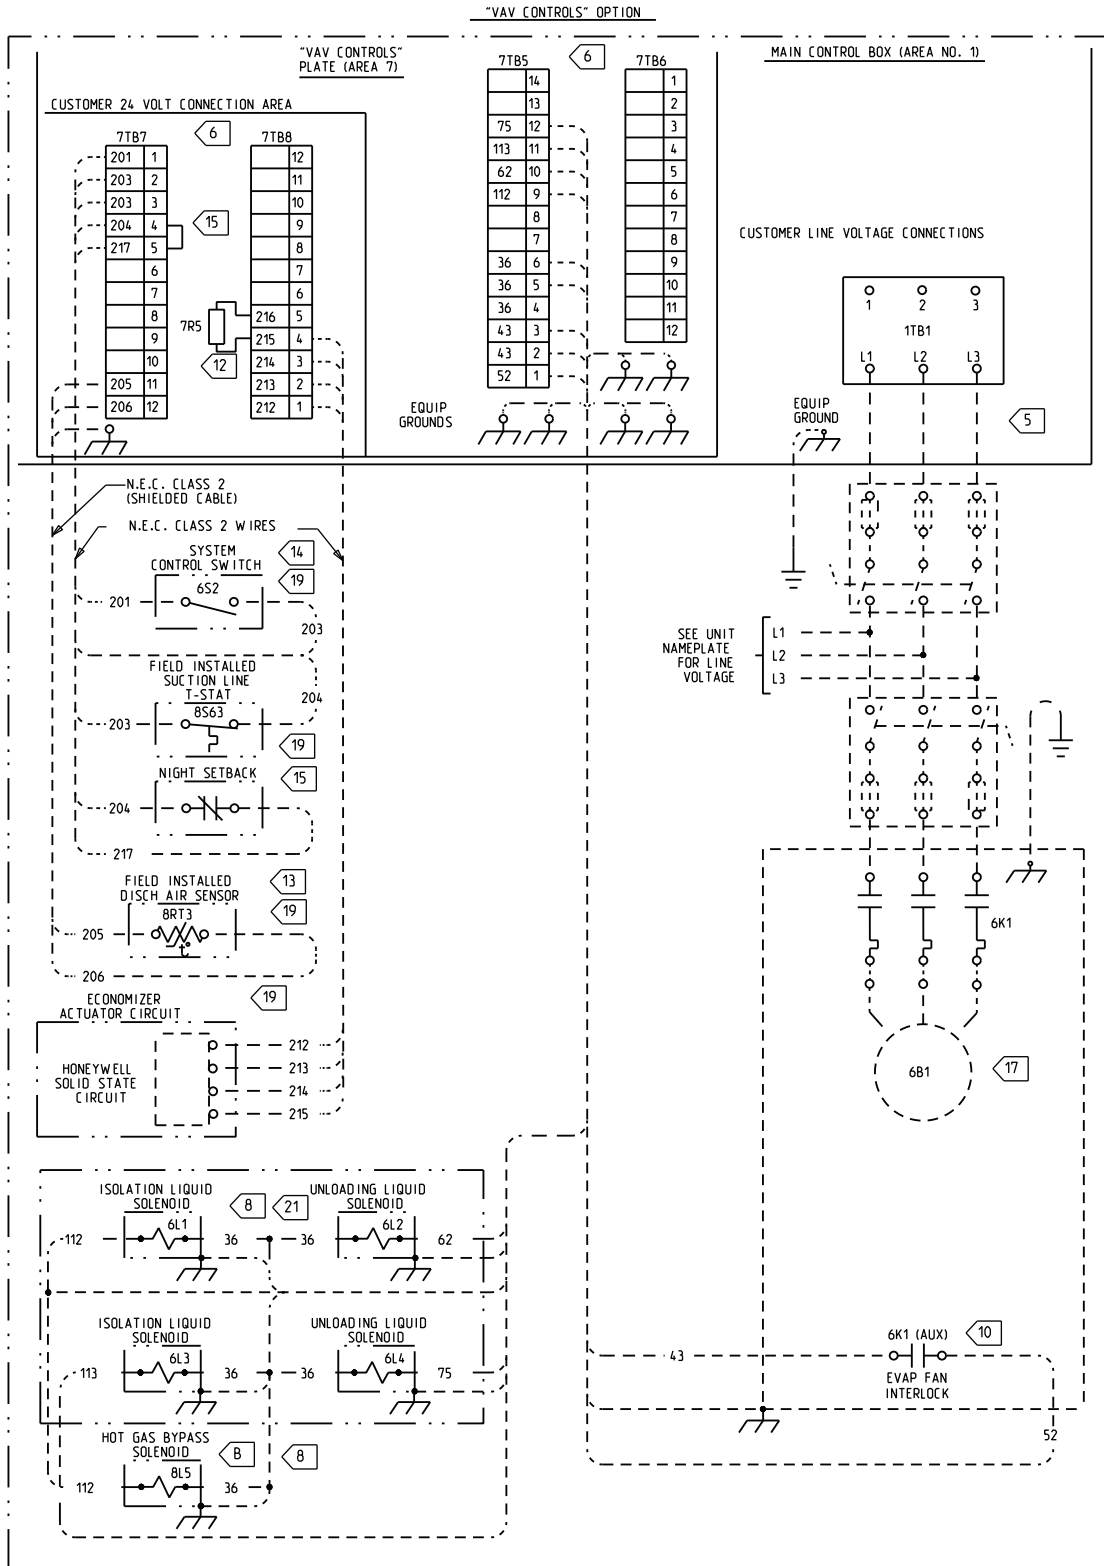 "VAV CONTROLS" OPTION
"VAV CONTROLS"
PLATE (AREA 7)
MAIN CONTROL BOX (AREA NO. 1)
CUSTOMER 24 VOLT CONNECTION AREA
6
7TB7
7TB8
201 1
203 2
203 3
204 4
217 5
6
7
8
9
10
205 11
206 12
15
12
11
10
9
8
7
6
216 5
215 4
214 3
213 2
212 1
7R5
12
7TB5
6
7TB6
14
13
75 12
113 11
62 10
112 9
8
7
36 6
36 5
36 4
43 3
43 2
52 1
1
2
3
4
5
6
7
8
9
10
11
12
EQUIP
GROUNDS
CUSTOMER LINE VOLTAGE CONNECTIONS
1 2 3
1TB1
L1 L2 L3
EQUIP
GROUND
5
N.E.C. CLASS 2
(SHIELDED CABLE)
N.E.C. CLASS 2 WIRES
SYSTEM
CONTROL SWITCH
14
19
6S2
201
203
FIELD INSTALLED
SUCTION LINE
T-STAT
204
8S63
203
19
NIGHT SETBACK
15
204
217
FIELD INSTALLED
DISCH AIR SENSOR
13
19
8RT3
205
t°
206
ECONOMIZER
ACTUATOR CIRCUIT
19
HONEYWELL
SOLID STATE
CIRCUIT
212
213
214
215
SEE UNIT
NAMEPLATE
FOR LINE
VOLTAGE
L1
L2
L3
6K1
6B1
17
ISOLATION LIQUID
SOLENOID
8
21
UNLOADING LIQUID
SOLENOID
112
6L1
36
36
6L2
62
ISOLATION LIQUID
SOLENOID
UNLOADING LIQUID
SOLENOID
113
6L3
36
36
6L4
75
HOT GAS BYPASS
SOLENOID
B
8
112
8L5
36
43
6K1 (AUX)
10
EVAP FAN
INTERLOCK
52